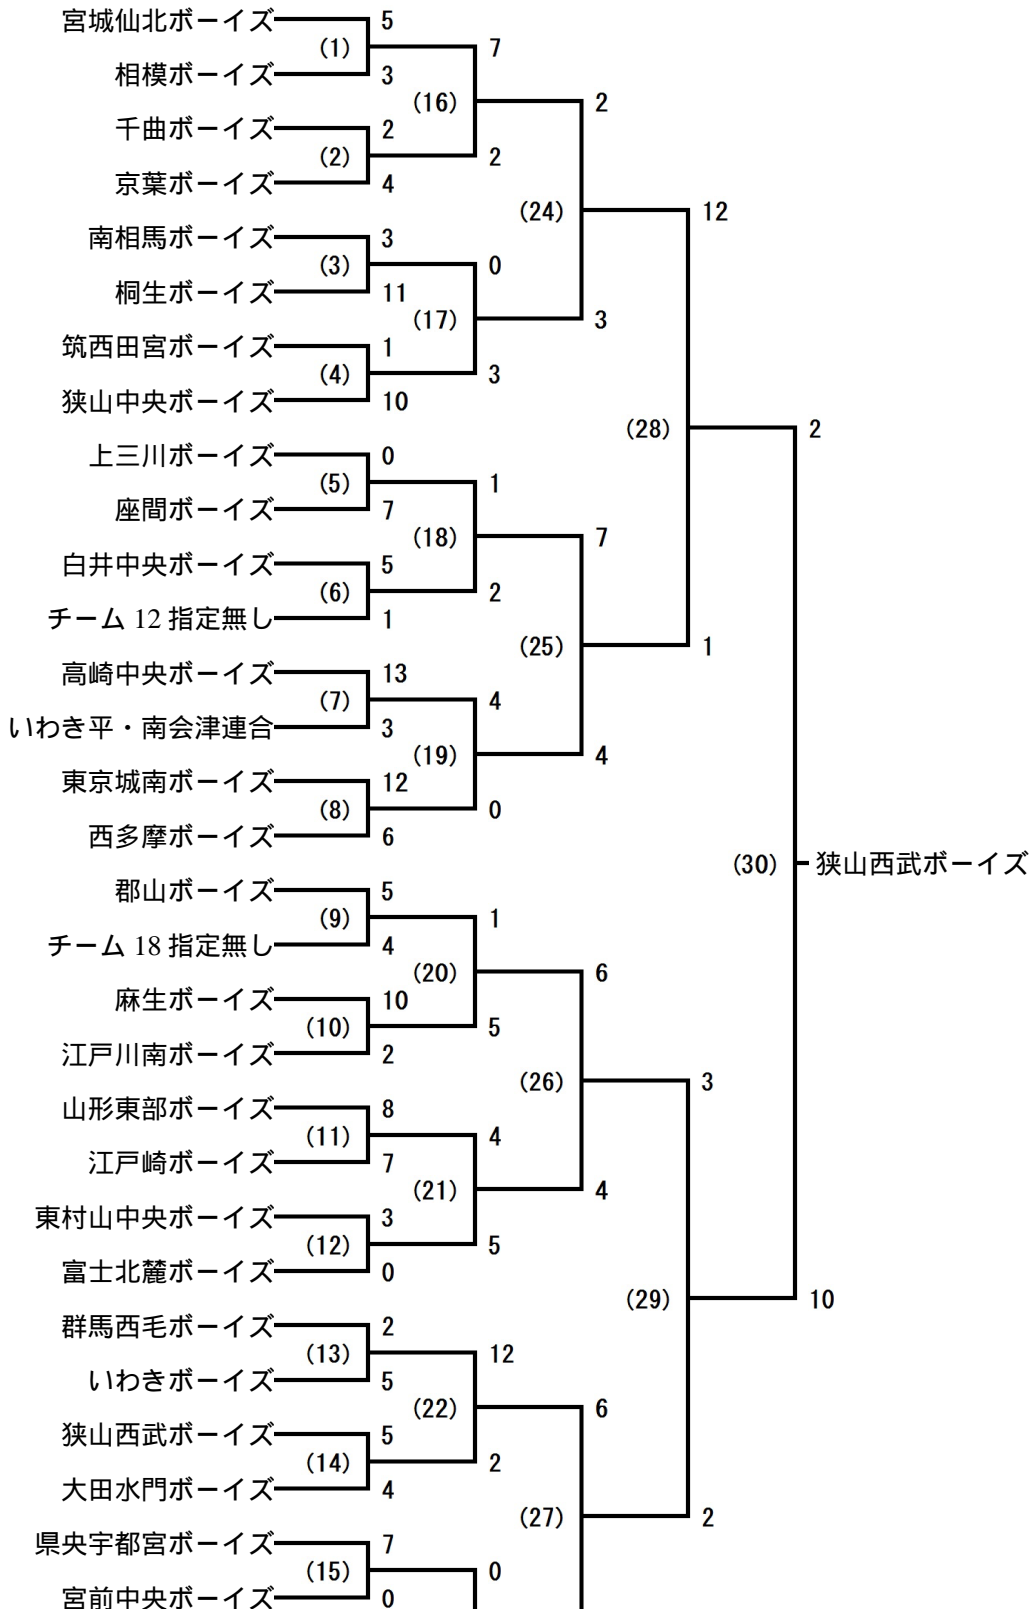 宮城仙北ボーイズ 5
(1) 7
相模ボーイズ 3
(16) 2
千曲ボーイズ 2
(2) 2
京葉ボーイズ 4
(24) 12
南相馬ボーイズ 3
(3) 0
桐生ボーイズ 11
(17) 3
筑西田宮ボーイズ 1
(4) 3
狭山中央ボーイズ 10
(28) 2
上三川ボーイズ 0
(5) 1
座間ボーイズ 7
(18) 7
白井中央ボーイズ 5
(6) 2
チーム 12 指定無し 1
(25) 1
高崎中央ボーイズ 13
(7) 4
いわき平・南会津連合 3
(19) 4
東京城南ボーイズ 12
(8) 0
西多摩ボーイズ 6
(30) 狭山西武ボーイズ
郡山ボーイズ 5
(9) 1
チーム 18 指定無し 4
(20) 6
麻生ボーイズ 10
(10) 5
江戸川南ボーイズ 2
(26) 3
山形東部ボーイズ 8
(11) 4
江戸崎ボーイズ 7
(21) 4
東村山中央ボーイズ 3
(12) 5
富士北麓ボーイズ 0
(29) 10
群馬西毛ボーイズ 2
(13) 12
いわきボーイズ 5
(22) 6
狭山西武ボーイズ 5
(14) 2
大田水門ボーイズ 4
(27) 2
県央宇都宮ボーイズ 7
(15) 0
宮前中央ボーイズ 0